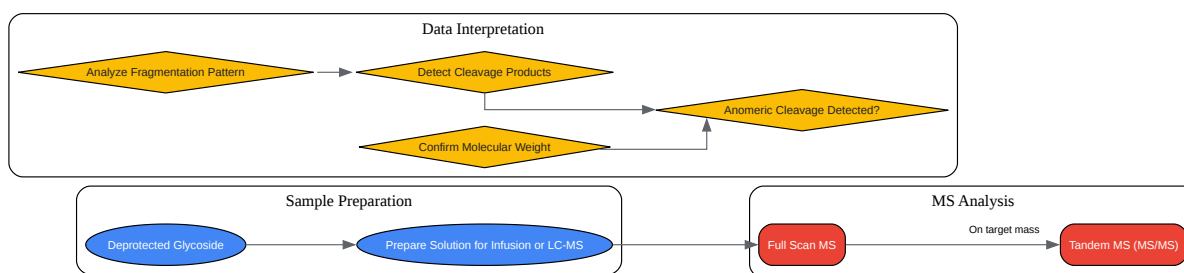 Data Interpretation
Analyze Fragmentation Pattern
Detect Cleavage Products
Anomeric Cleavage Detected?
Confirm Molecular Weight
Sample Preparation
Deprotected Glycoside
Prepare Solution for Infusion or LC-MS
MS Analysis
Full Scan MS
On target mass
Tandem MS (MS/MS)